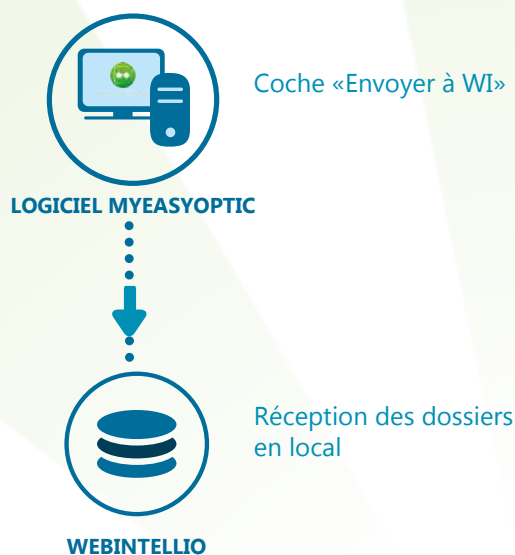 Coche «Envoyer à WI»
LOGICIEL MYEASYOPTIC
Réception des dossiers
en local
WEBINTELLIO